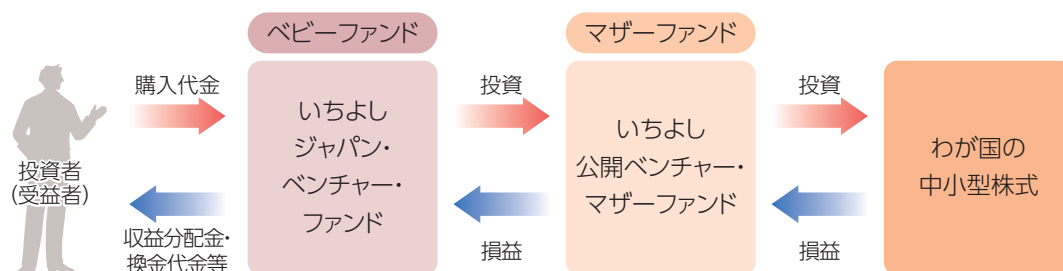 ベビーファンド
マザーファンド
購入代金
投資
投資
いちよし
ジャパン・
ベンチャー・
ファンド
いちよし
公開ベンチャー・
マザーファンド
わが国の
中小型株式
投資者
(受益者)
収益分配金・
換金代金等
損益
損益